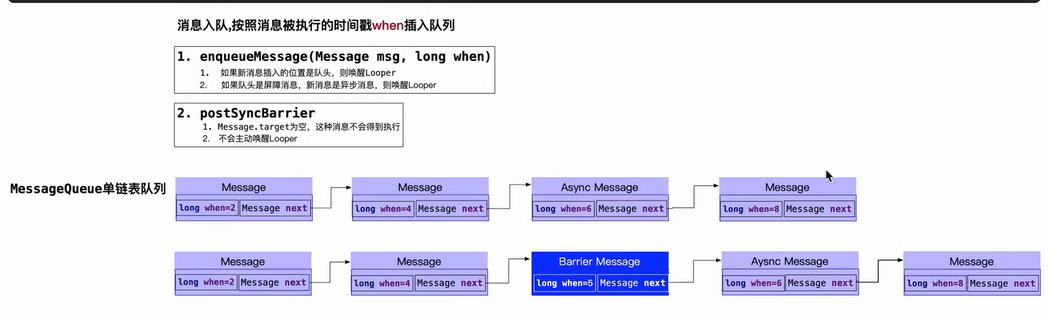 消息入队,按照消息被执行的时间戳when插入队列
1. enqueueMessage(Message msg, long when)
1. 如果新消息插入的位置是队头，则唤醒Looper
2. 如果队头是屏障消息，新消息是异步消息，则唤醒Looper
2. postSyncBarrier
1. Message.target为空，这种消息不会得到执行
2. 不会主动唤醒Looper
MessageQueue单链表队列
Message Message Async Message Message
long when=2 Message next long when=4 Message next long when=6 Message next long when=8 Message next
Message Message Barrier Message Aysnc Message Message
long when=2 Message next long when=4 Message next long when=5 Message next long when=6 Message next long when=8 Message next